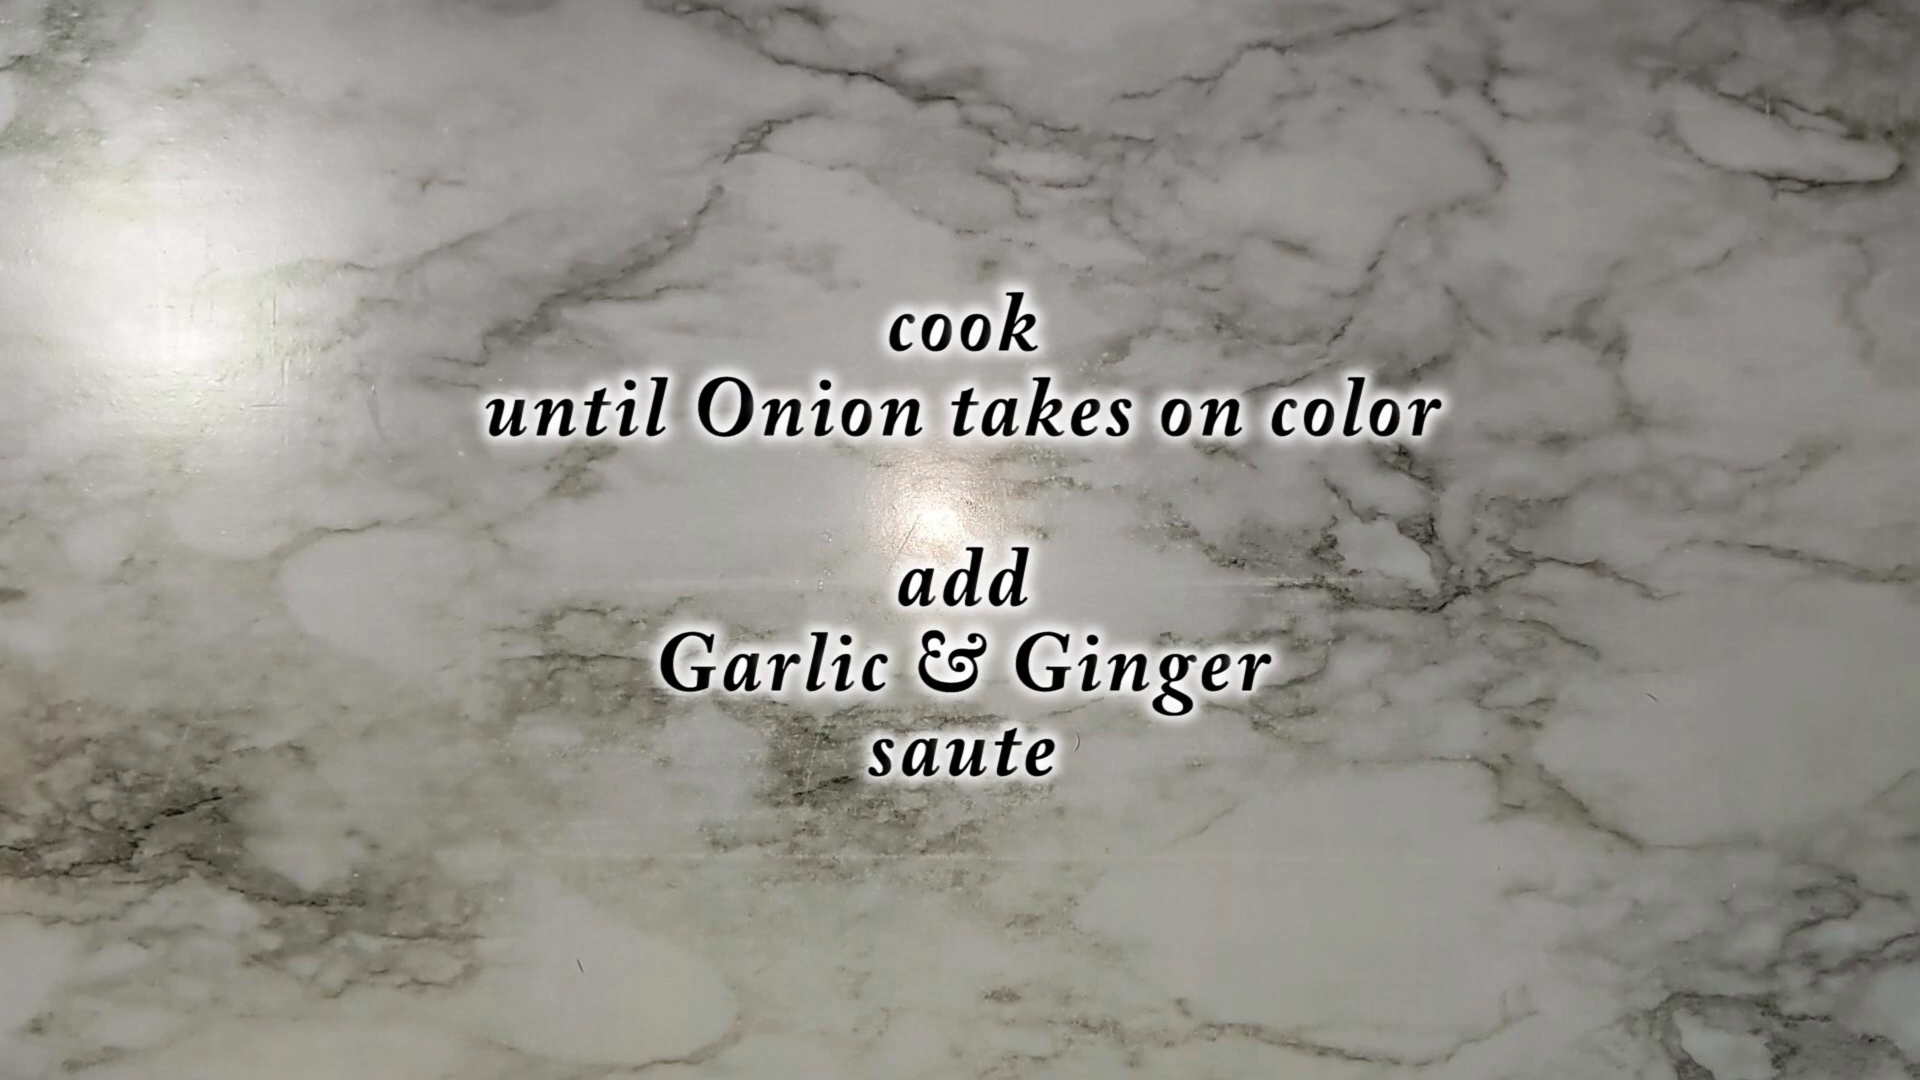 cook
until Onion takes on color
add
Garlic & Ginger
saute